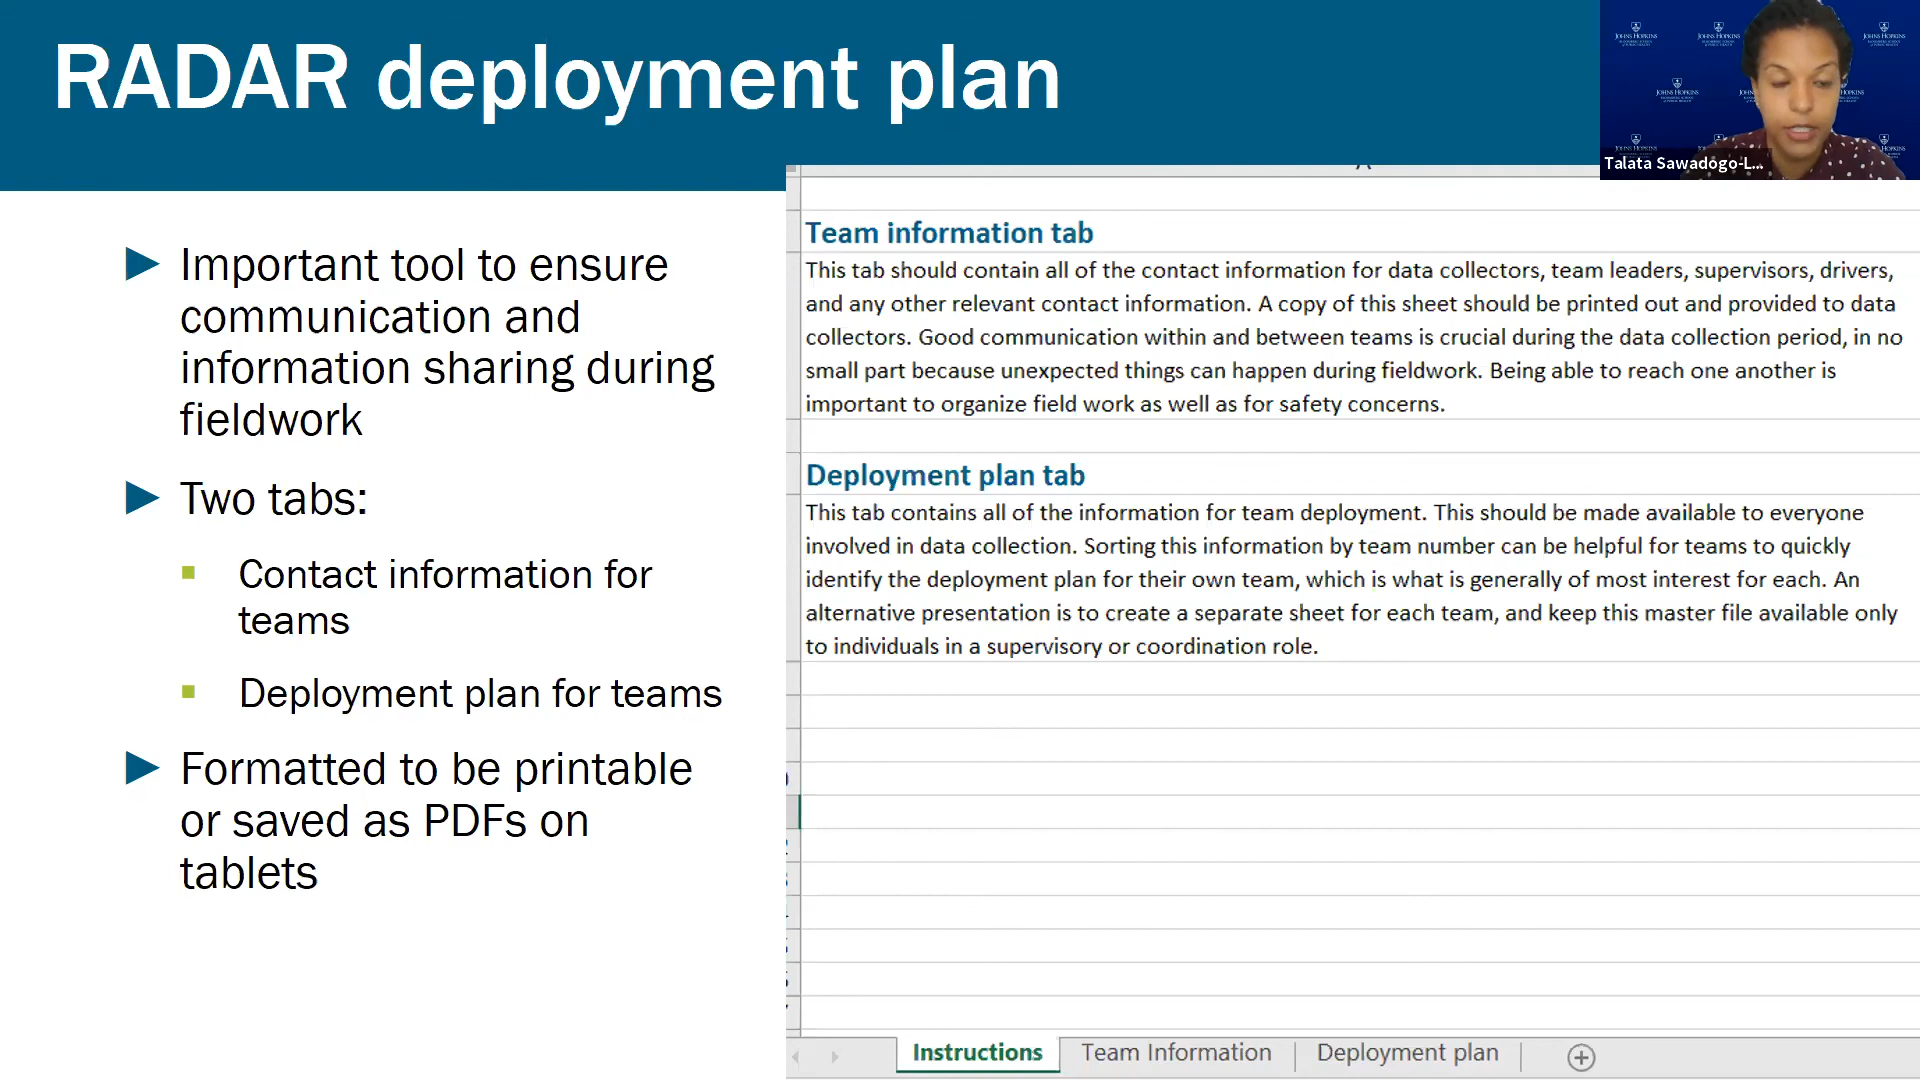 RADAR deployment plan
JOHNS HOPKINS
JOHNS HOPKINS
JOHNS HOPKINS
JOHNS HOPKINS
Talata Sawadogo-L...
Important tool to ensure
communication and
information sharing during
fieldwork
Two tabs:
Contact information for
teams
Deployment plan for teams
Formatted to be printable
or saved as PDFs on
tablets
Team information tab
This tab should contain all of the contact information for data collectors, team leaders, supervisors, drivers,
and any other relevant contact information. A copy of this sheet should be printed out and provided to data
collectors. Good communication within and between teams is crucial during the data collection period, in no
small part because unexpected things can happen during fieldwork. Being able to reach one another is
important to organize field work as well as for safety concerns.
Deployment plan tab
This tab contains all of the information for team deployment. This should be made available to everyone
involved in data collection. Sorting this information by team number can be helpful for teams to quickly
identify the deployment plan for their own team, which is what is generally of most interest for each. An
alternative presentation is to create a separate sheet for each team, and keep this master file available only
to individuals in a supervisory or coordination role.
Instructions
Team Information
Deployment plan